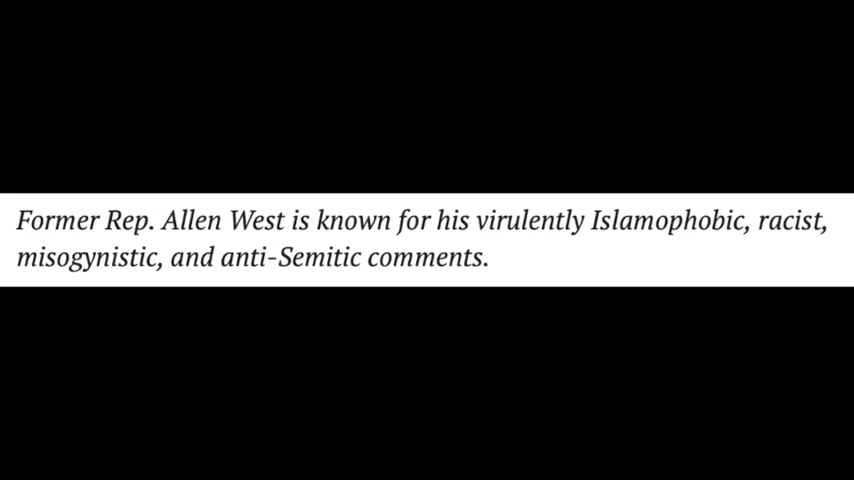 Former Rep. Allen West is known for his virulently Islamophobic, racist,
misogynistic, and anti-Semitic comments.